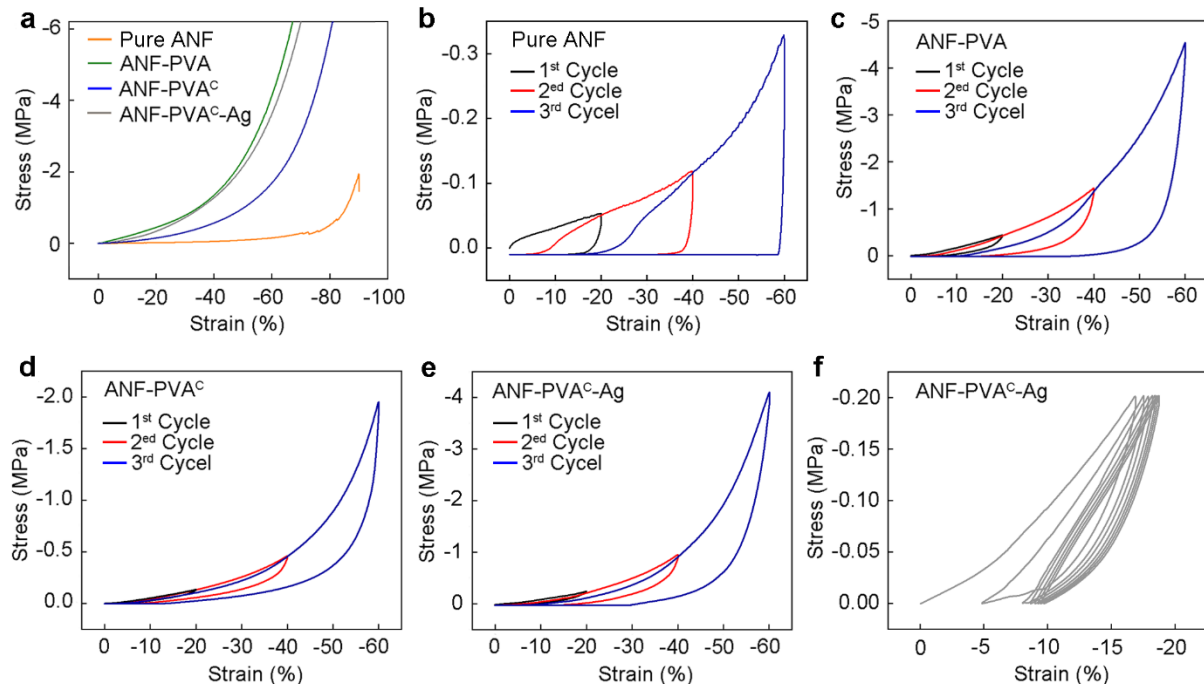 a
-6
-4
-2
0
Stress (MPa)
Pure ANF
ANF-PVA
ANF-PVAᶜ
ANF-PVAᶜ-Ag
0 -20 -40 -60 -80 -100
Strain (%)
b
-0.3
-0.2
-0.1
0.0
Stress (MPa)
Pure ANF
1ˢᵗ Cycle
2ᵉᵈ Cycle
3ʳᵈ Cycel
0 -10 -20 -30 -40 -50 -60
Strain (%)
c
-5
-4
-3
-2
-1
0
Stress (MPa)
ANF-PVA
1ˢᵗ Cycle
2ᵉᵈ Cycle
3ʳᵈ Cycel
0 -10 -20 -30 -40 -50 -60
Strain (%)
d
-2.0
-1.5
-1.0
-0.5
0.0
Stress (MPa)
ANF-PVAᶜ
1ˢᵗ Cycle
2ᵉᵈ Cycle
3ʳᵈ Cycel
0 -10 -20 -30 -40 -50 -60
Strain (%)
e
-4
-3
-2
-1
0
Stress (MPa)
ANF-PVAᶜ-Ag
1ˢᵗ Cycle
2ᵉᵈ Cycle
3ʳᵈ Cycel
0 -10 -20 -30 -40 -50 -60
Strain (%)
f
ANF-PVAᶜ-Ag
-0.20
-0.15
-0.10
-0.05
0.00
Stress (MPa)
0 -5 -10 -15 -20
Strain (%)